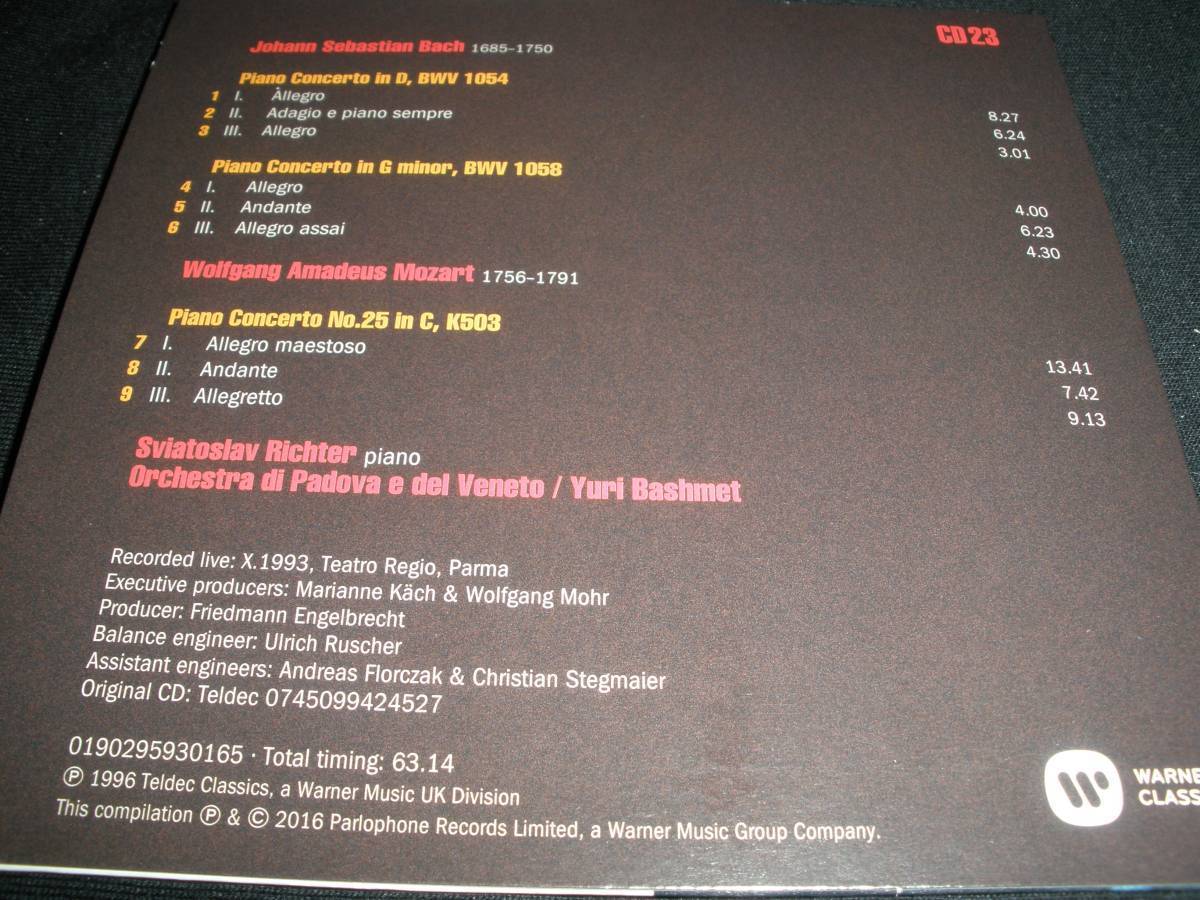 CD 23
Johann Sebastian Bach 1685–1750
Piano Concerto in D, BWV 1054
1 I. Allegro 8.27
2 II. Adagio e piano sempre 6.24
3 III. Allegro 3.01
Piano Concerto in G minor, BWV 1058
4 I. Allegro 4.00
5 II. Andante 6.23
6 III. Allegro assai 4.30
Wolfgang Amadeus Mozart 1756–1791
Piano Concerto No.25 in C, K503
7 I. Allegro maestoso 13.41
8 II. Andante 7.42
9 III. Allegretto 9.13
Sviatoslav Richter piano
Orchestra di Padova e del Veneto / Yuri Bashmet
Recorded live: X.1993, Teatro Regio, Parma
Executive producers: Marianne Käch & Wolfgang Mohr
Producer: Friedmann Engelbrecht
Balance engineer: Ulrich Ruscher
Assistant engineers: Andreas Florczak & Christian Stegmaier
Original CD: Teldec 0745099424527
0190295930165 · Total timing: 63.14
℗ 1996 Teldec Classics, a Warner Music UK Division
This compilation ℗ & © 2016 Parlophone Records Limited, a Warner Music Group Company.
WARNE
CLASS